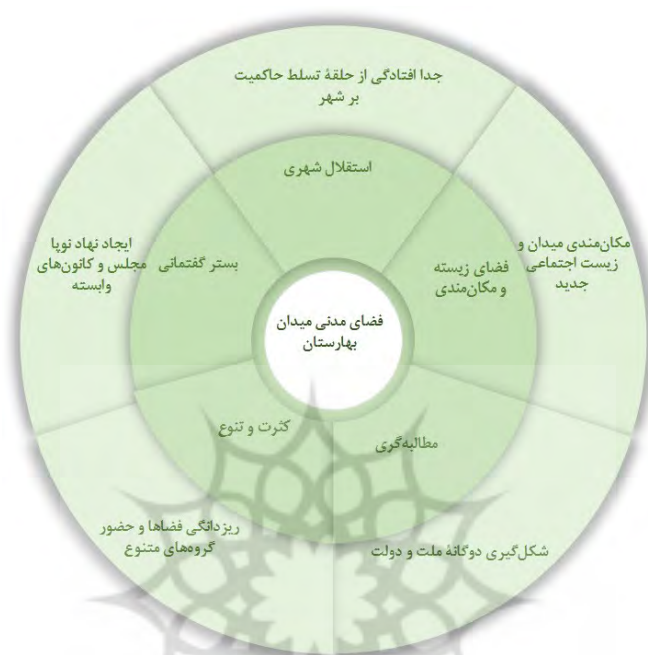 جدا افتادگی از حلقهٔ تسلط حاکمیت
بر شهر
استقلال شهری
مکان‌مندی میدان و
زیست اجتماعی
جدید
فضای زیسته
و مکان‌مندی
ایجاد نهاد نوپا
مجلس و کانون‌های
وابسته
بستر گفتمانی
فضای مدنی میدان
بهارستان
کثرت و تنوع
مطالبه‌گری
ریزدانگی فضاها و حضور
گروه‌های متنوع
شکل‌گیری دوگانهٔ ملت و دولت